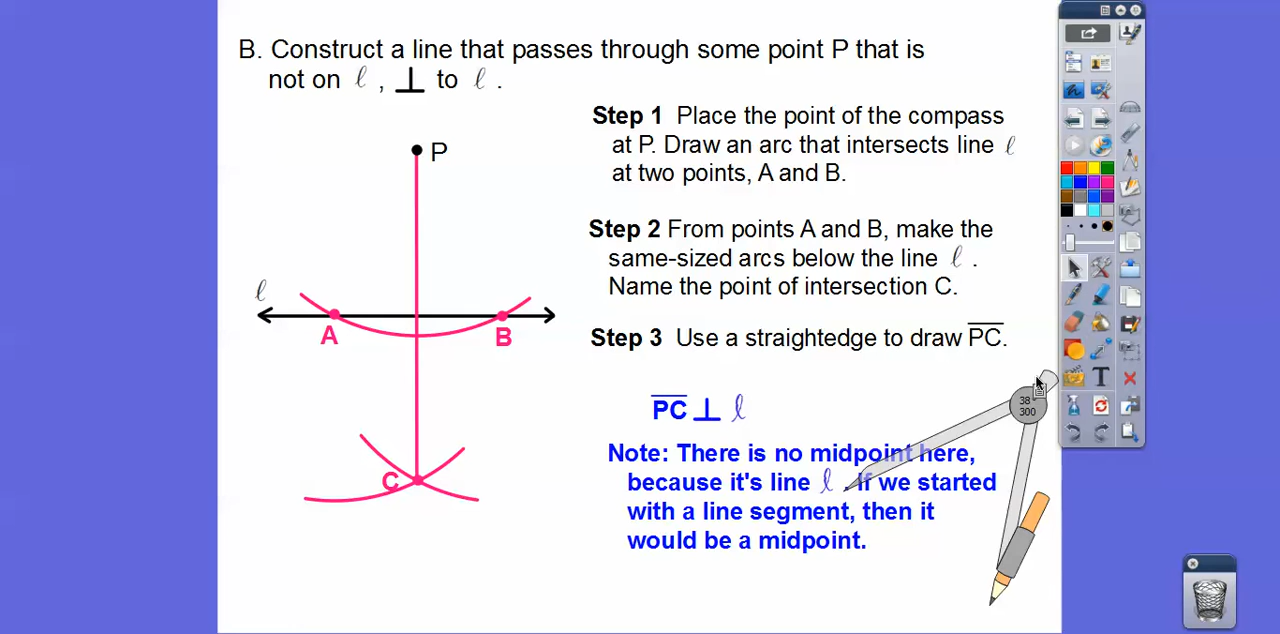 B. Construct a line that passes through some point P that is
not on ℓ , ⊥ to ℓ .
Step 1 Place the point of the compass
at P. Draw an arc that intersects line ℓ
at two points, A and B.
Step 2 From points A and B, make the
same-sized arcs below the line ℓ .
Name the point of intersection C.
Step 3 Use a straightedge to draw P̅C̅.
P̅C̅ ⊥ ℓ
Note: There is no midpoint here,
because it's line ℓ . If we started
with a line segment, then it
would be a midpoint.
P
ℓ
A
B
C
38
300
T